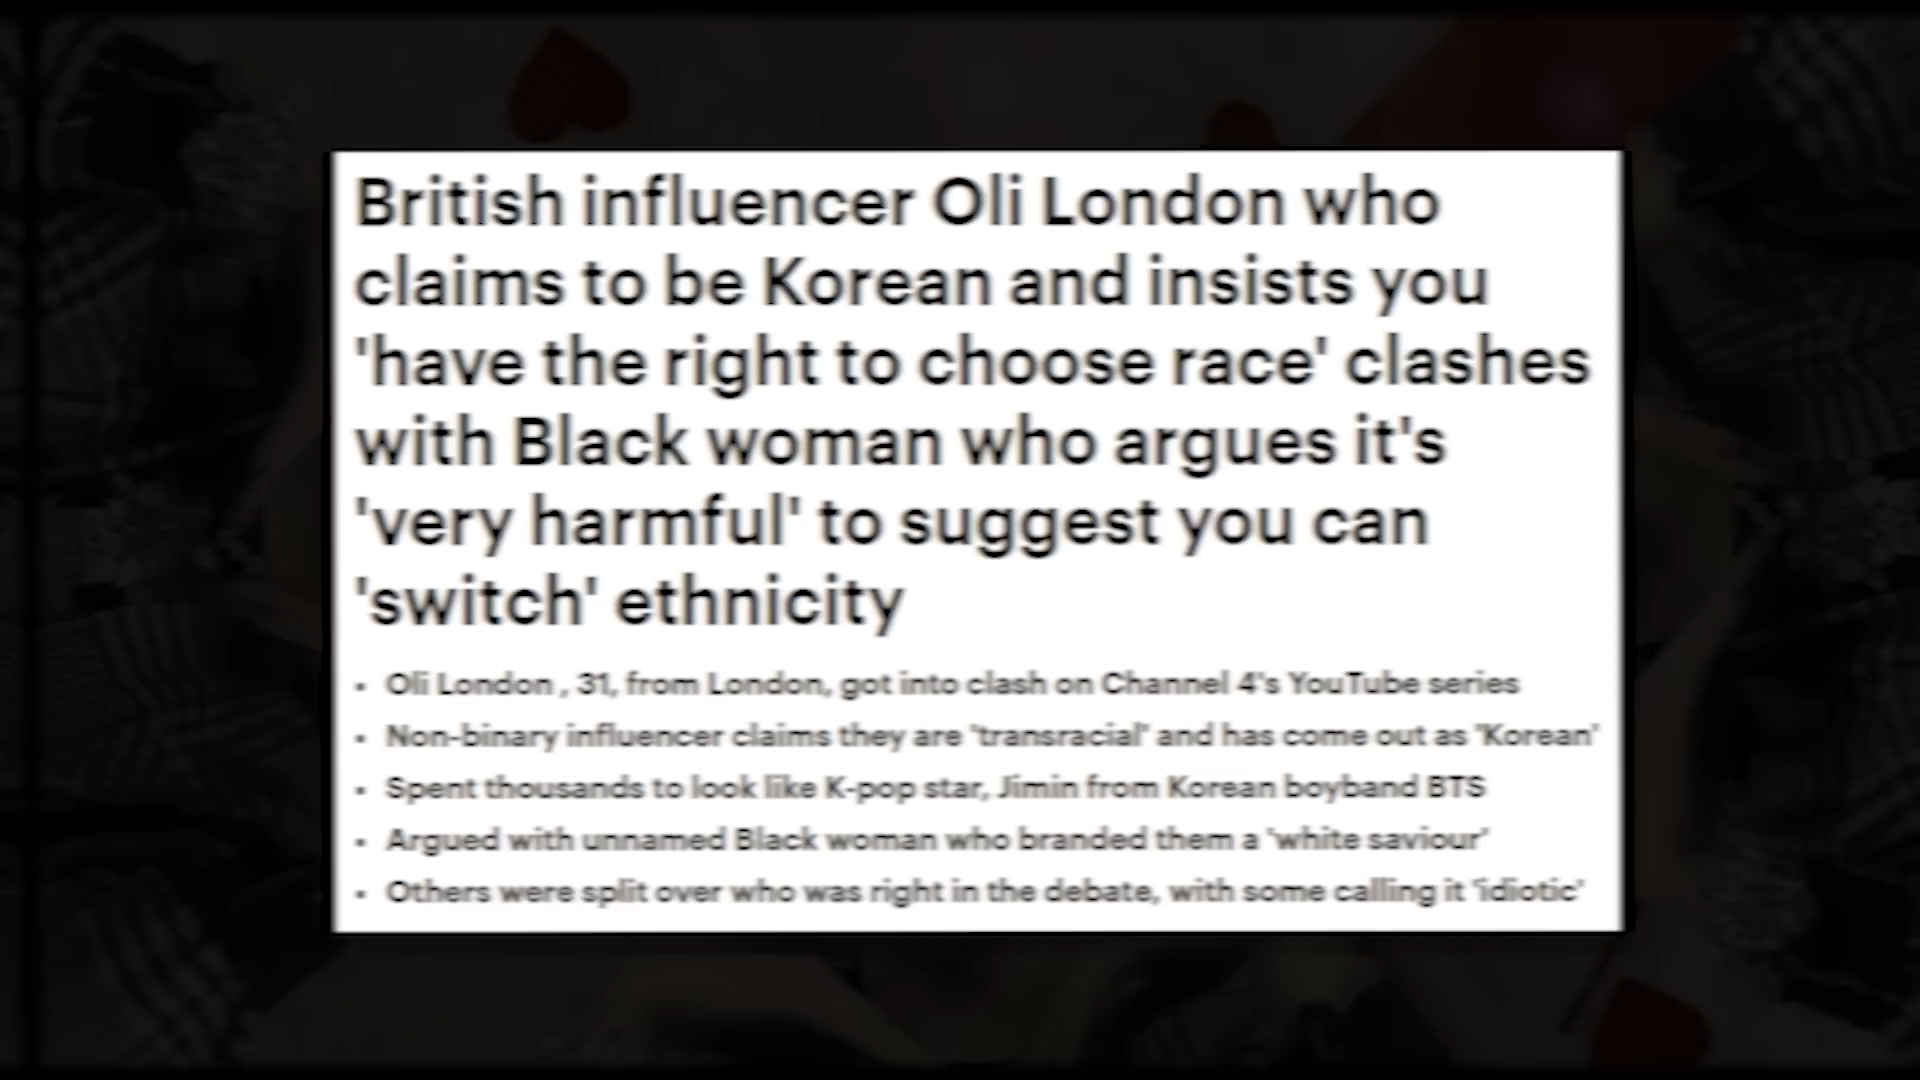 British influencer Oli London who
claims to be Korean and insists you
'have the right to choose race' clashes
with Black woman who argues it's
'very harmful' to suggest you can
'switch' ethnicity
• Oli London , 31, from London, got into clash on Channel 4's YouTube series
• Non-binary influencer claims they are 'transracial' and has come out as 'Korean'
• Spent thousands to look like K-pop star, Jimin from Korean boyband BTS
• Argued with unnamed Black woman who branded them a 'white saviour'
• Others were split over who was right in the debate, with some calling it 'idiotic'